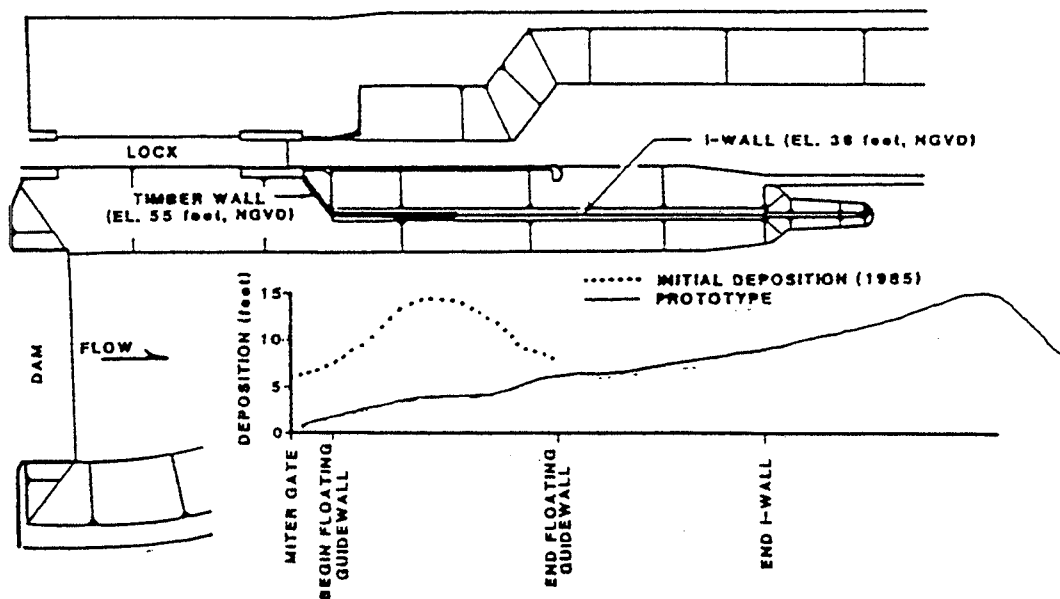 I-WALL (EL. 36 feet, NGVD)
LOCK
TIMBER WALL
(EL. 55 feet, NGVD)
INITIAL DEPOSITION (1985)
PROTOTYPE
DAM
FLOW
DEPOSITION (feet)
15
10
5
0
MITER GATE
BEGIN FLOATING
GUIDEWALL
END FLOATING
GUIDEWALL
END I-WALL